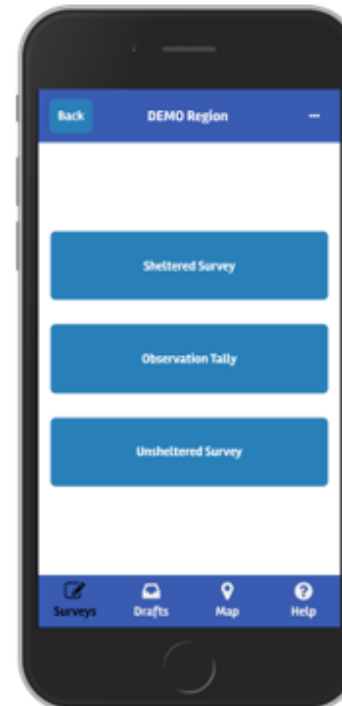 Back DEMO Region ...
Sheltered Survey
Observation Tally
Unsheltered Survey
Surveys Drafts Map Help